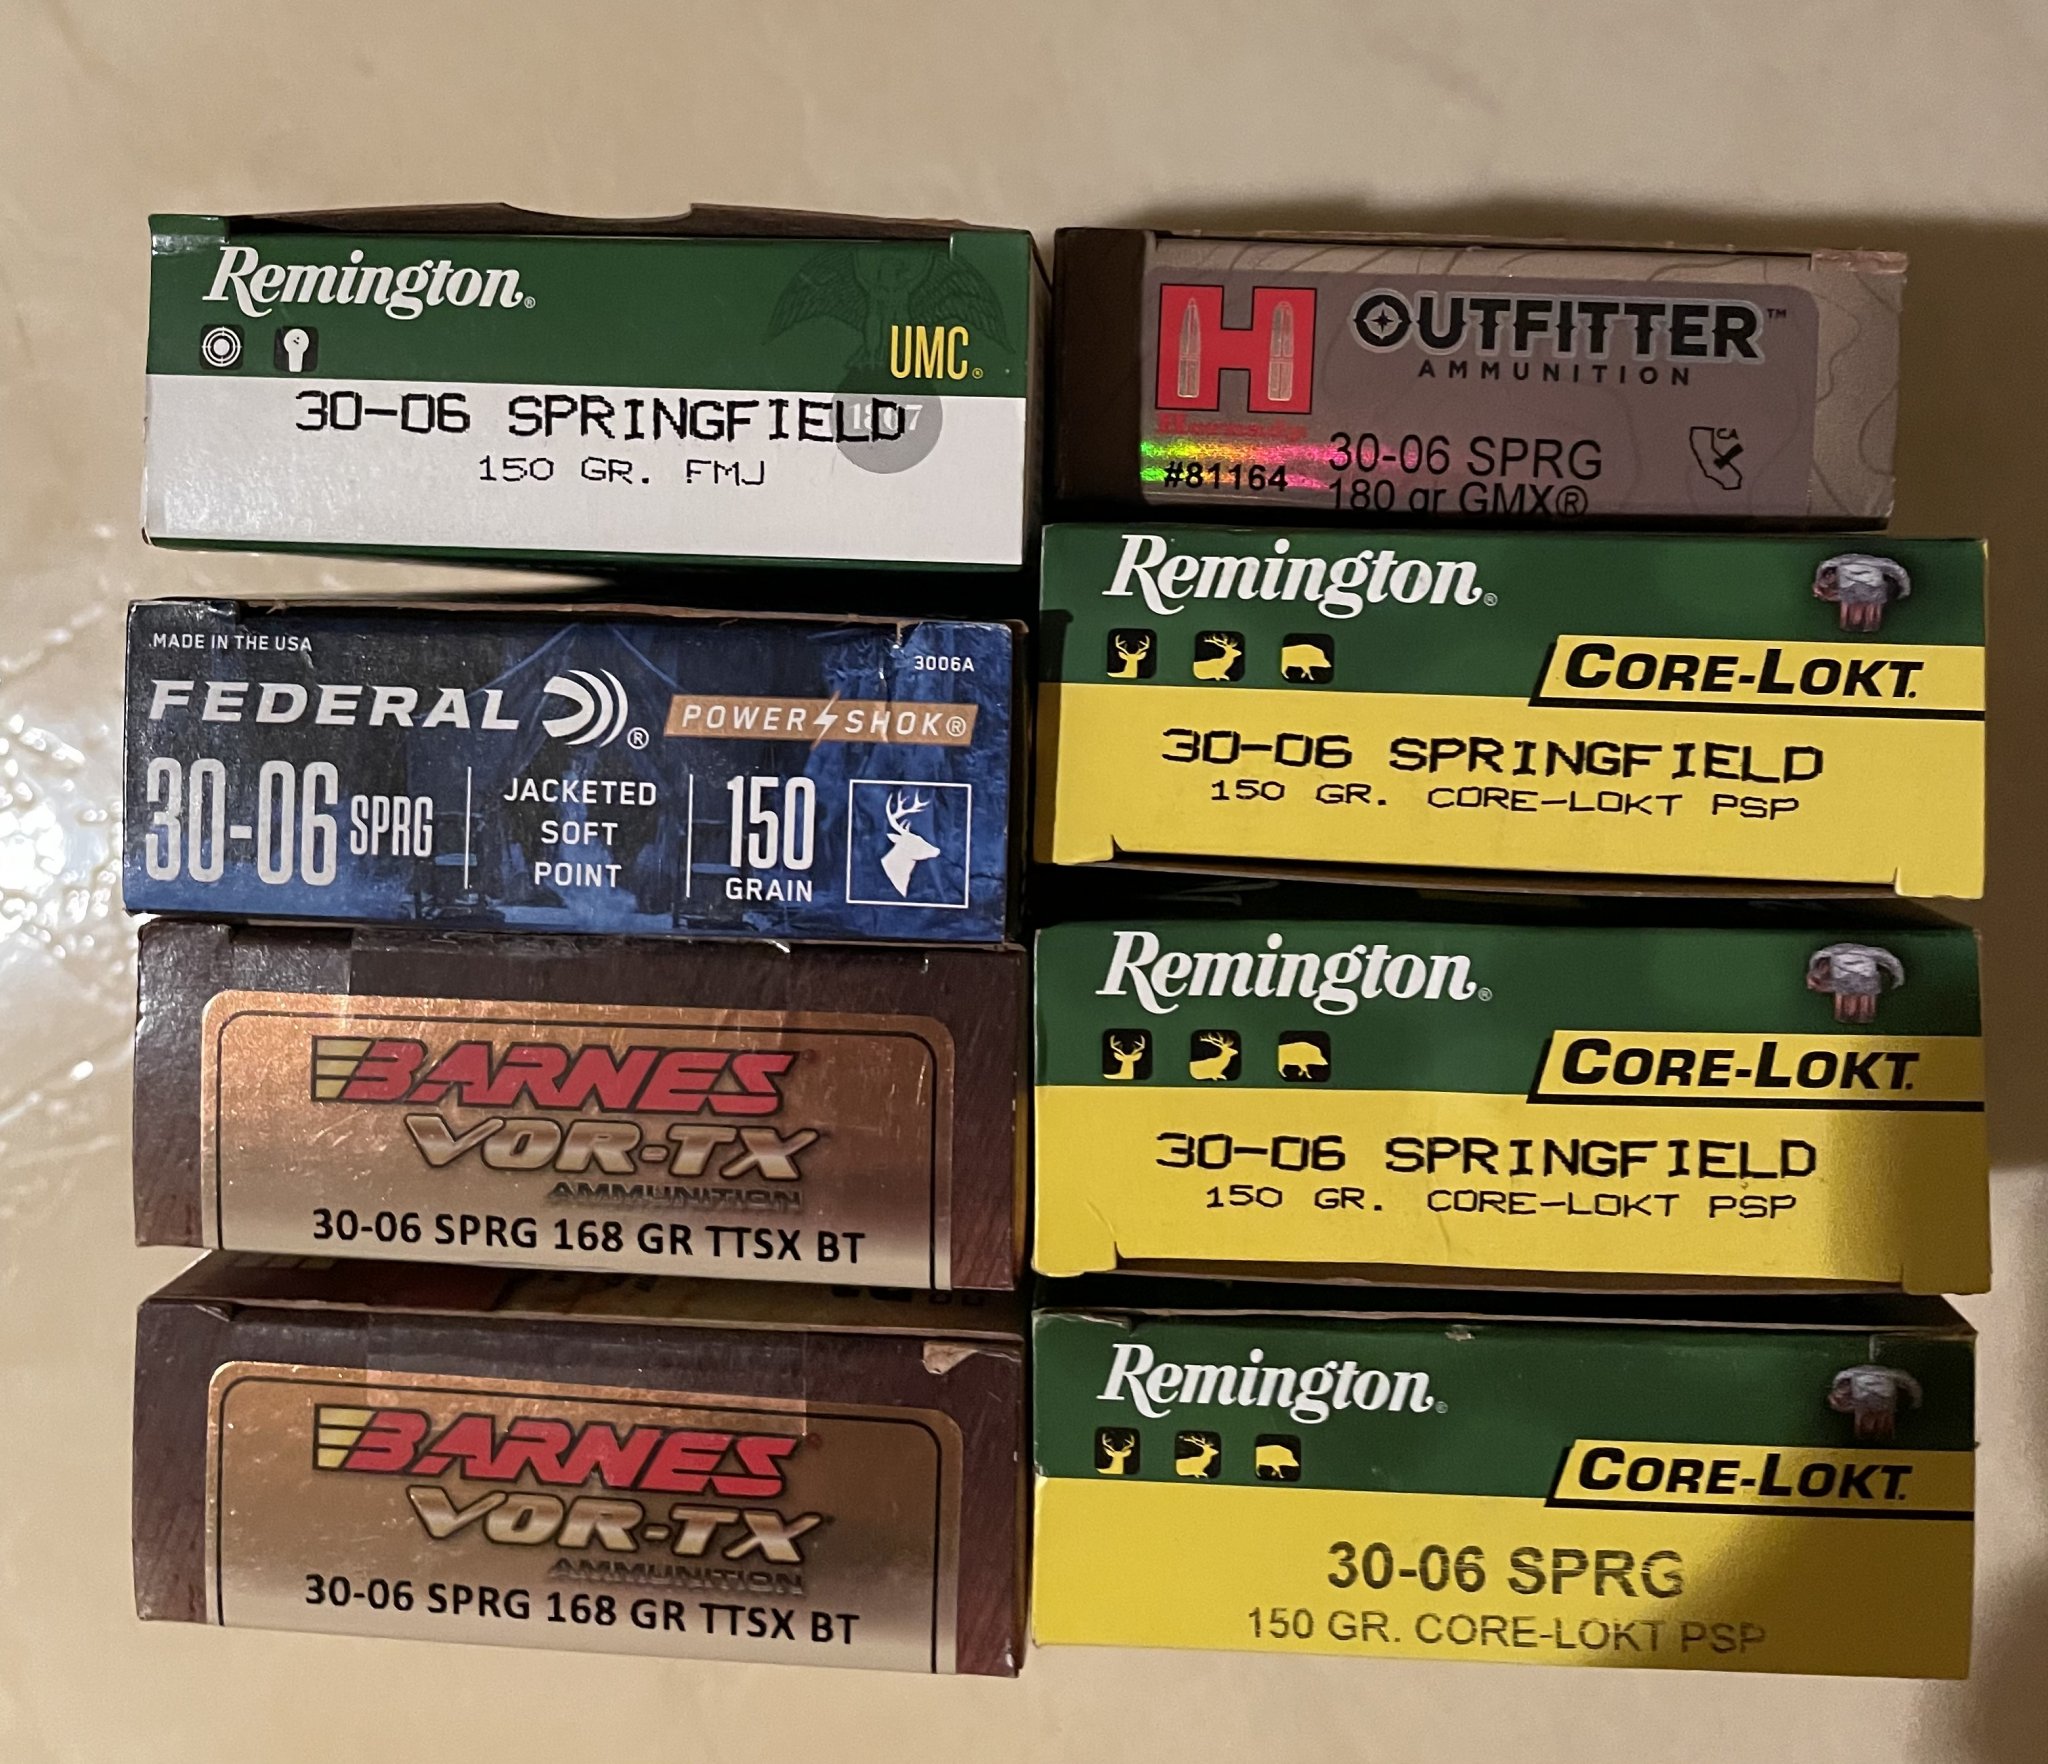 Remington®
UMC®
30-06 SPRINGFIELD
1867
150 GR. FMJ
MADE IN THE USA
3006A
FEDERAL® POWER SHOK®
30-06 SPRG
JACKETED
SOFT
POINT
150
GRAIN
BARNES
VOR-TX
AMMUNITION
30-06 SPRG 168 GR TTSX BT
BARNES®
VOR-TX
AMMUNITION
30-06 SPRG 168 GR TTSX BT
H
OUTFITTER™
AMMUNITION
Hornady
CA
30-06 SPRG
#81164
180 gr GMX®
Remington®
CORE-LOKT.
30-06 SPRINGFIELD
150 GR. CORE-LOKT PSP
Remington®
CORE-LOKT.
30-06 SPRINGFIELD
150 GR. CORE-LOKT PSP
Remington®
CORE-LOKT.
30-06 SPRG
150 GR. CORE-LOKT PSP